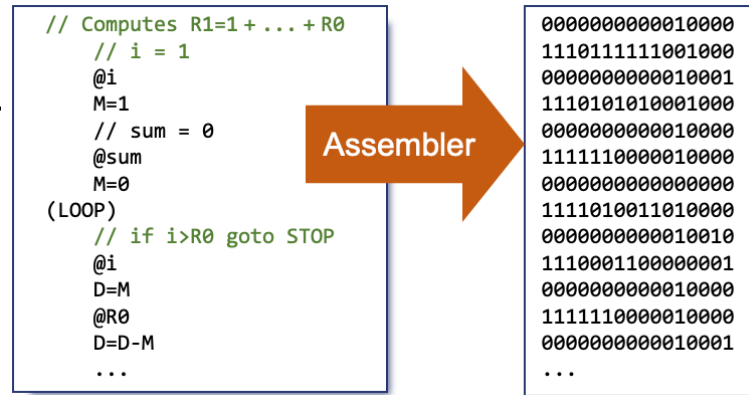 // Computes R1=1 + ... + R0
// i = 1
@i
M=1
// sum = 0
@sum
M=0
(LOOP)
// if i>R0 goto STOP
@i
D=M
@R0
D=D-M
...
Assembler
0000000000010000
1110111111001000
0000000000010001
1110101010001000
0000000000010000
1111110000010000
0000000000000000
1111010011010000
0000000000010010
1110001100000001
0000000000010000
1111110000010000
0000000000010001
...